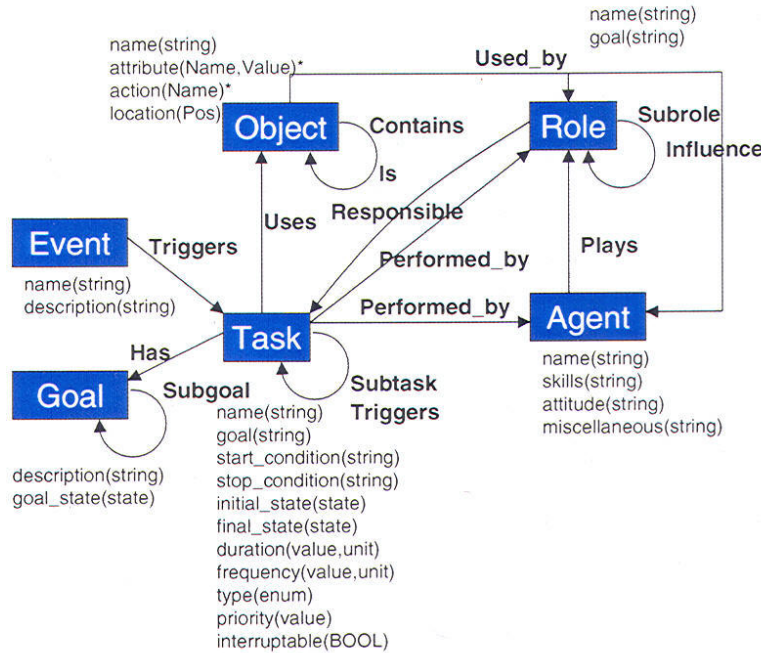 name(string)
goal(string)
name(string)
attribute(Name,Value)*
action(Name)*
location(Pos)
Used_by
Object
Contains
Is
Role
Subrole
Influence
Uses
Responsible
Event
Triggers
name(string)
description(string)
Performed_by
Plays
Performed_by
Task
Agent
Has
Goal
Subgoal
Subtask
Triggers
name(string)
skills(string)
attitude(string)
miscellaneous(string)
description(string)
goal_state(state)
name(string)
goal(string)
start_condition(string)
stop_condition(string)
initial_state(state)
final_state(state)
duration(value,unit)
frequency(value,unit)
type(enum)
priority(value)
interruptable(BOOL)